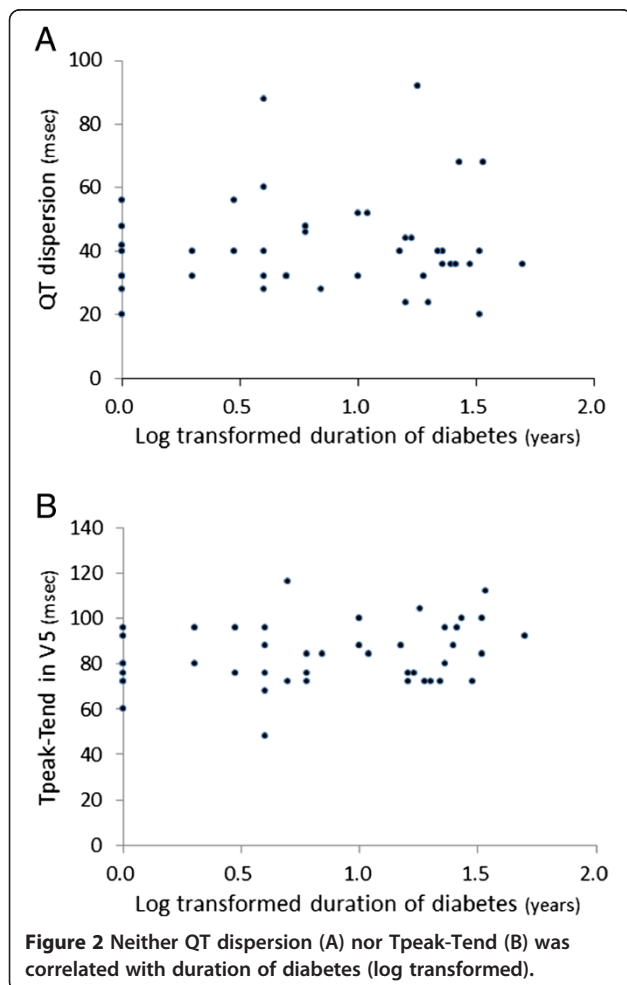 A
100
80
60
40
20
0
QT dispersion (msec)
0.0 0.5 1.0 1.5 2.0
Log transformed duration of diabetes (years)
B
140
120
100
80
60
40
20
0
Tpeak-Tend in V5 (msec)
0.0 0.5 1.0 1.5 2.0
Log transformed duration of diabetes (years)
Figure 2 Neither QT dispersion (A) nor Tpeak-Tend (B) was
correlated with duration of diabetes (log transformed).